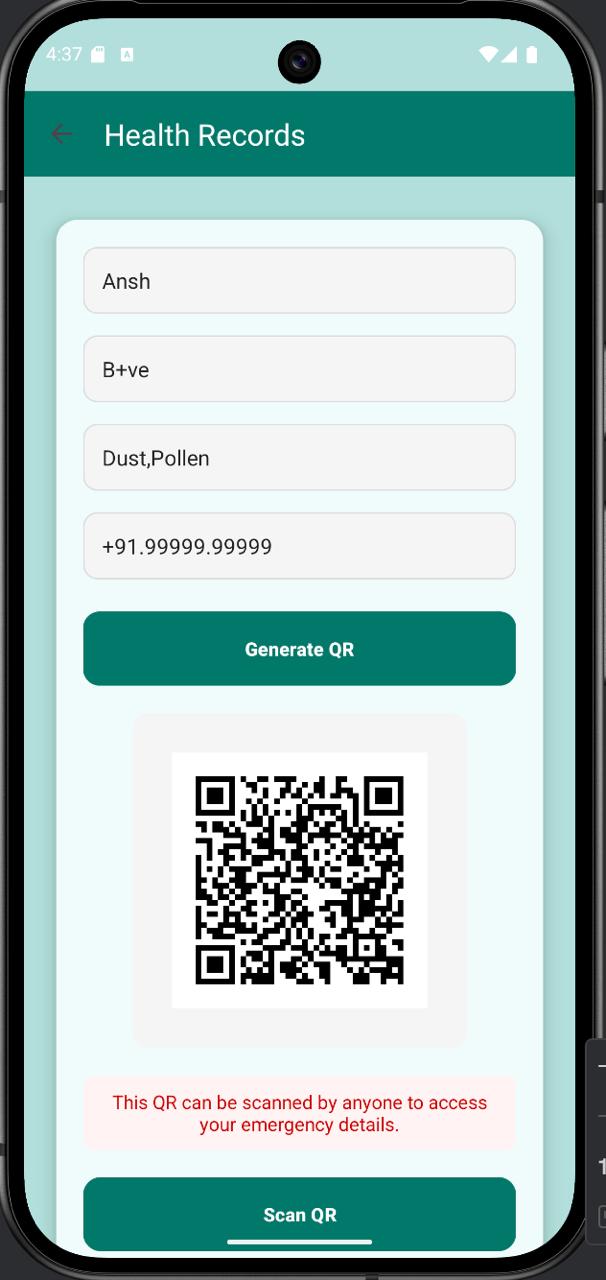 4:37 A
Health Records
Ansh
B+ve
Dust,Pollen
+91.99999.99999
Generate QR
This QR can be scanned by anyone to access
your emergency details.
Scan QR